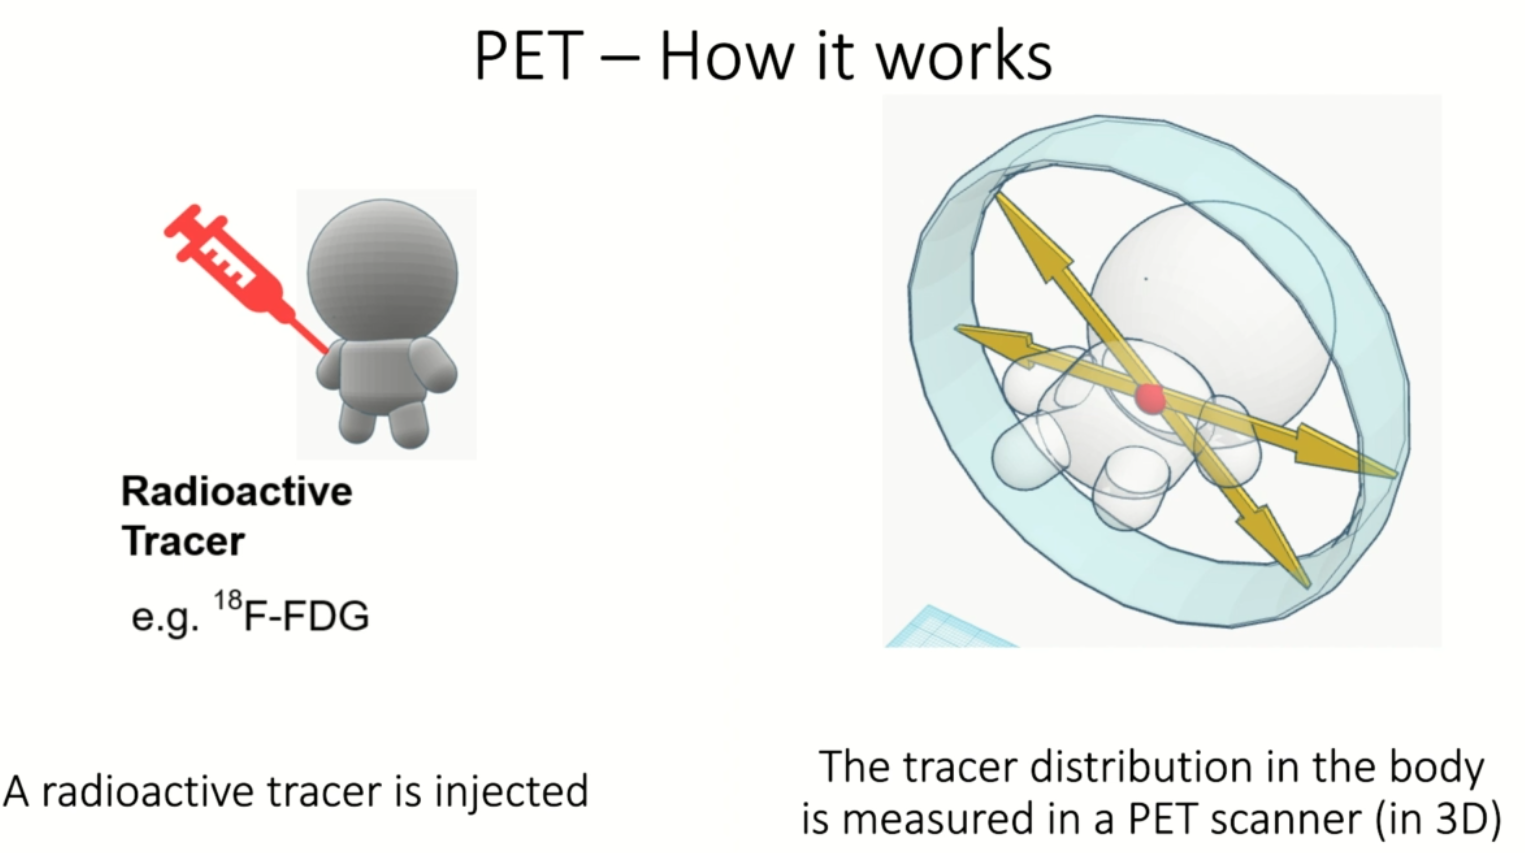 PET – How it works
Radioactive
Tracer
e.g. ¹⁸F-FDG
A radioactive tracer is injected
The tracer distribution in the body
is measured in a PET scanner (in 3D)